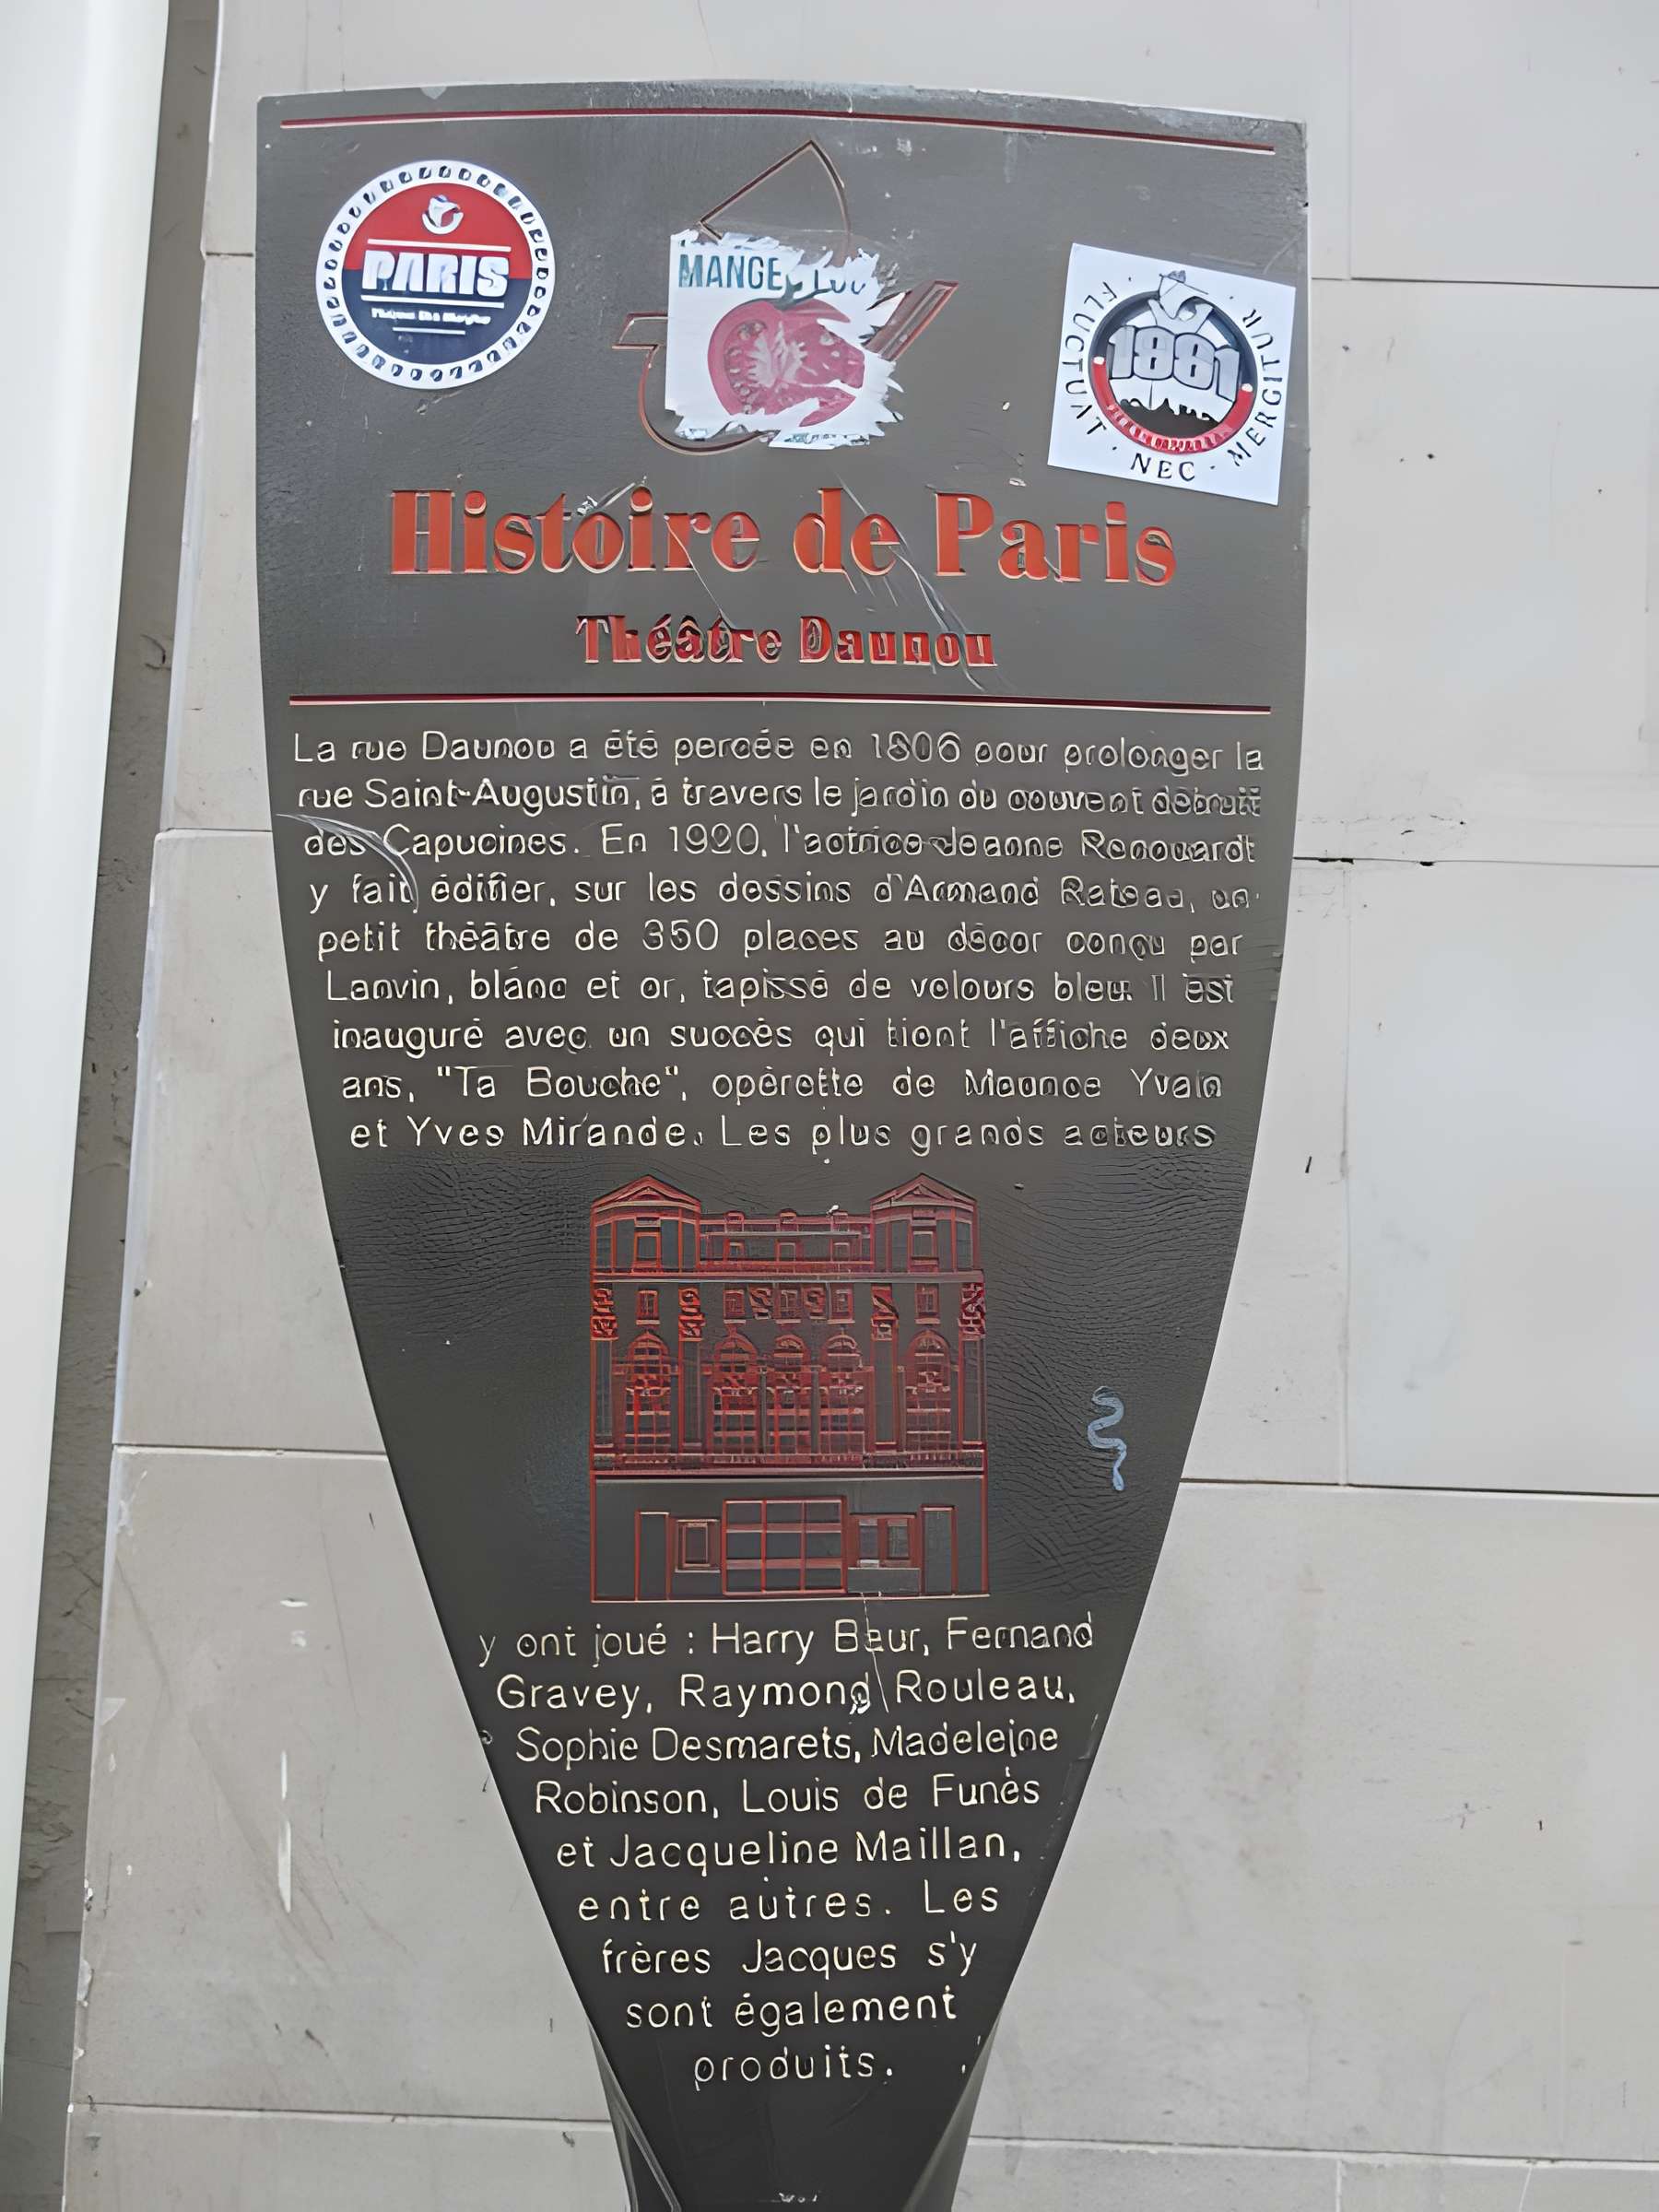 PARIS
MANGE
1881
FLUCTUAT · NEC · MERGITUR
Histoire de Paris
Théâtre Daunou
La rue Daunou a été percée en 1806 pour prolonger la
rue Saint-Augustin, à travers le jardin du couvent détruit
des Capucines. En 1920, l'actrice Jeanne Renouardt
y fait édifier, sur les dessins d'Armand Rateau, un
petit théâtre de 350 places au décor conçu par
Lanvin, blanc et or, tapissé de velours bleu. Il est
inauguré avec un succès qui tient l'affiche deux
ans, "Ta Bouche", opérette de Maurice Yvain
et Yves Mirande. Les plus grands acteurs
y ont joué : Harry Baur, Fernand
Gravey, Raymond Rouleau,
Sophie Desmarets, Madeleine
Robinson, Louis de Funès
et Jacqueline Maillan,
entre autres. Les
frères Jacques s'y
sont également
produits.